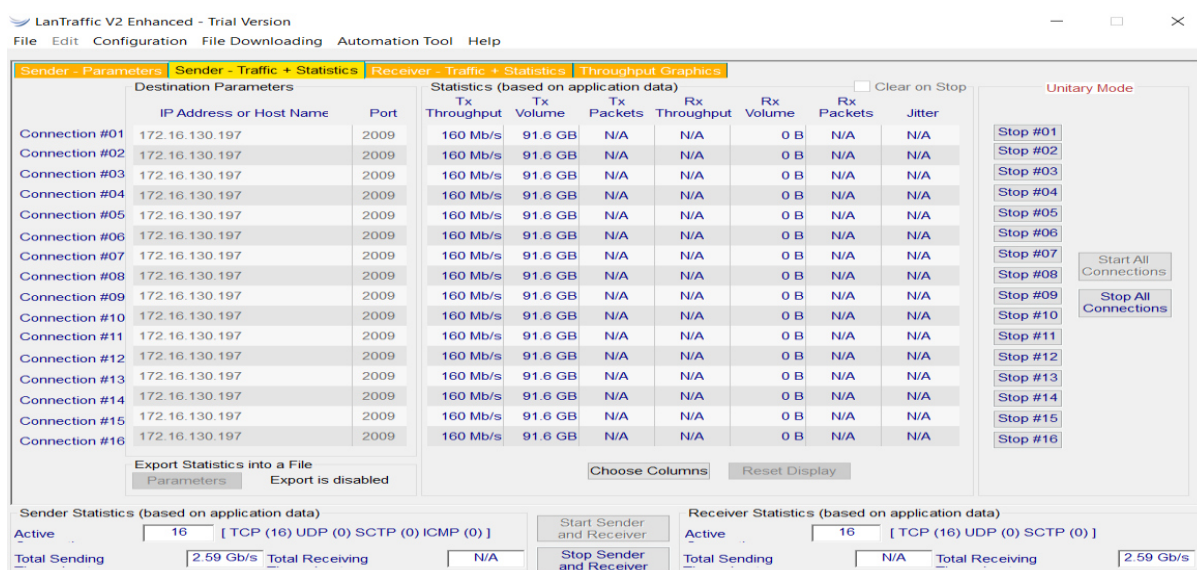 LanTraffic V2 Enhanced - Trial Version
File Edit Configuration File Downloading Automation Tool Help
Sender - Parameters Sender - Traffic + Statistics Receiver - Traffic + Statistics Throughput Graphics
Destination Parameters Statistics (based on application data) Clear on Stop Unitary Mode
Tx Tx Tx Rx Rx Rx
IP Address or Host Name Port Throughput Volume Packets Throughput Volume Packets Jitter
Connection #01 172.16.130.197 2009 160 Mb/s 91.6 GB N/A N/A 0 B N/A N/A Stop #01
Connection #02 172.16.130.197 2009 160 Mb/s 91.6 GB N/A N/A 0 B N/A N/A Stop #02
Connection #03 172.16.130.197 2009 160 Mb/s 91.6 GB N/A N/A 0 B N/A N/A Stop #03
Connection #04 172.16.130.197 2009 160 Mb/s 91.6 GB N/A N/A 0 B N/A N/A Stop #04
Connection #05 172.16.130.197 2009 160 Mb/s 91.6 GB N/A N/A 0 B N/A N/A Stop #05
Connection #06 172.16.130.197 2009 160 Mb/s 91.6 GB N/A N/A 0 B N/A N/A Stop #06
Connection #07 172.16.130.197 2009 160 Mb/s 91.6 GB N/A N/A 0 B N/A N/A Stop #07 Start All
Connection #08 172.16.130.197 2009 160 Mb/s 91.6 GB N/A N/A 0 B N/A N/A Stop #08 Connections
Connection #09 172.16.130.197 2009 160 Mb/s 91.6 GB N/A N/A 0 B N/A N/A Stop #09 Stop All
Connection #10 172.16.130.197 2009 160 Mb/s 91.6 GB N/A N/A 0 B N/A N/A Stop #10 Connections
Connection #11 172.16.130.197 2009 160 Mb/s 91.6 GB N/A N/A 0 B N/A N/A Stop #11
Connection #12 172.16.130.197 2009 160 Mb/s 91.6 GB N/A N/A 0 B N/A N/A Stop #12
Connection #13 172.16.130.197 2009 160 Mb/s 91.6 GB N/A N/A 0 B N/A N/A Stop #13
Connection #14 172.16.130.197 2009 160 Mb/s 91.6 GB N/A N/A 0 B N/A N/A Stop #14
Connection #15 172.16.130.197 2009 160 Mb/s 91.6 GB N/A N/A 0 B N/A N/A Stop #15
Connection #16 172.16.130.197 2009 160 Mb/s 91.6 GB N/A N/A 0 B N/A N/A Stop #16
Export Statistics into a File
Parameters Export is disabled Choose Columns Reset Display
Sender Statistics (based on application data) Receiver Statistics (based on application data)
Active 16 [ TCP (16) UDP (0) SCTP (0) ICMP (0) ] Start Sender and Receiver Active 16 [ TCP (16) UDP (0) SCTP (0) ]
Total Sending 2.59 Gb/s Total Receiving N/A Stop Sender and Receiver Total Sending N/A Total Receiving 2.59 Gb/s